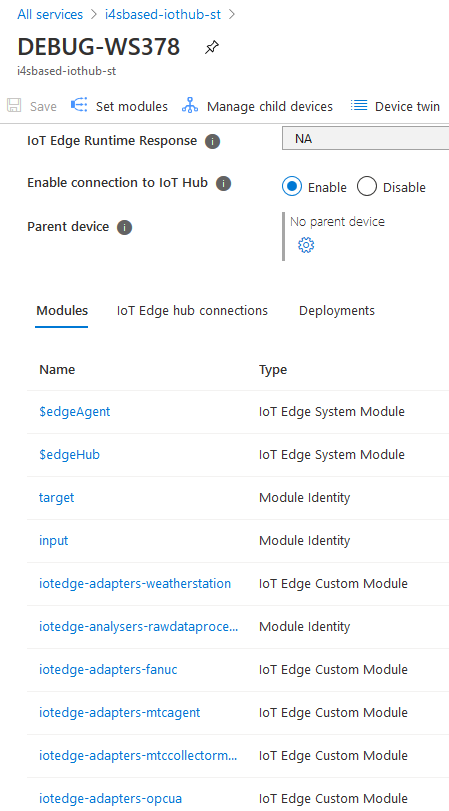 All services > i4sbased-iothub-st >
DEBUG-WS378
i4sbased-iothub-st
Save Set modules Manage child devices Device twin
IoT Edge Runtime Response NA
Enable connection to IoT Hub Enable Disable
Parent device No parent device
Modules IoT Edge hub connections Deployments
Name Type
$edgeAgent IoT Edge System Module
$edgeHub IoT Edge System Module
target Module Identity
input Module Identity
iotedge-adapters-weatherstation IoT Edge Custom Module
iotedge-analysers-rawdataproce... Module Identity
iotedge-adapters-fanuc IoT Edge Custom Module
iotedge-adapters-mtcagent IoT Edge Custom Module
iotedge-adapters-mtccollectorm... IoT Edge Custom Module
iotedge-adapters-opcua IoT Edge Custom Module